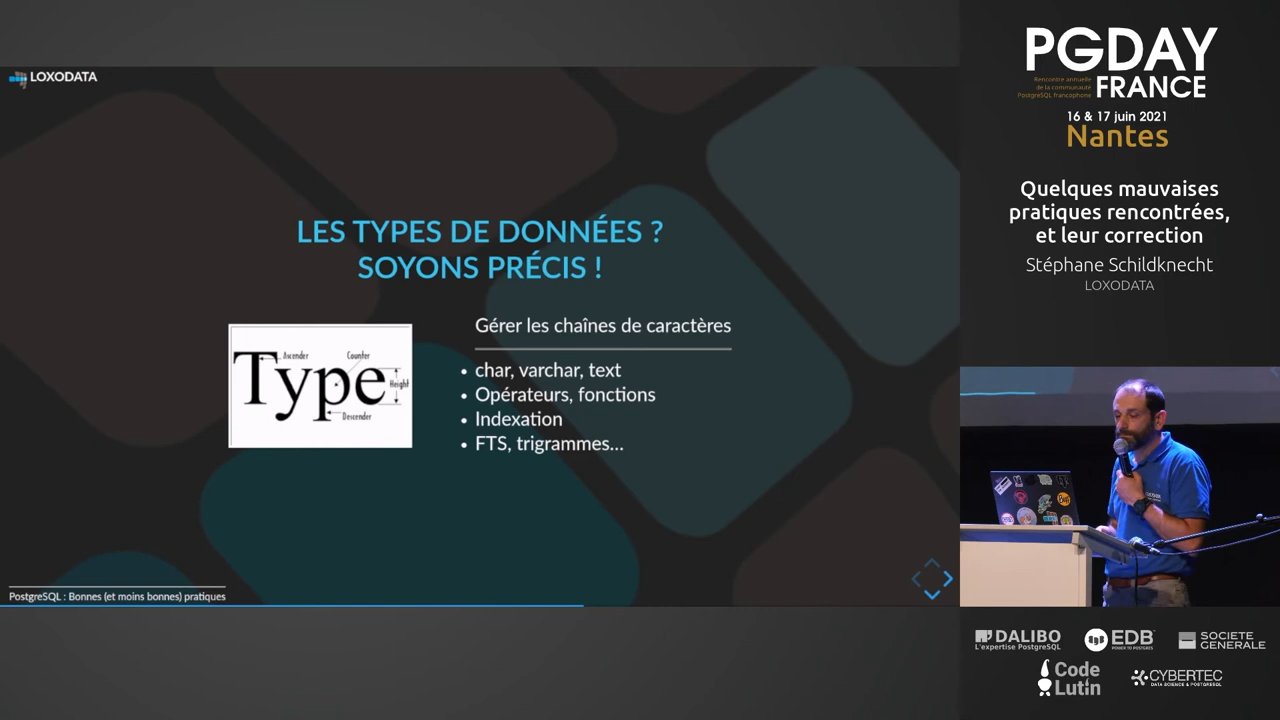 LOXODATA
LES TYPES DE DONNÉES ?
SOYONS PRÉCIS !
Ascender
Counter
Type
Height
Descender
Gérer les chaînes de caractères
• char, varchar, text
• Opérateurs, fonctions
• Indexation
• FTS, trigrammes...
PostgreSQL : Bonnes (et moins bonnes) pratiques
PGDAY
Rencontre annuelle
de la communauté
PostgreSQL francophone
FRANCE
16 & 17 juin 2021
Nantes
Quelques mauvaises
pratiques rencontrées,
et leur correction
Stéphane Schildknecht
LOXODATA
DALIBO
L'expertise PostgreSQL
EDB
POWER TO POSTGRES
SOCIETE
GENERALE
Code
Lutin
CYBERTEC
DATA SCIENCE & POSTGRESQL